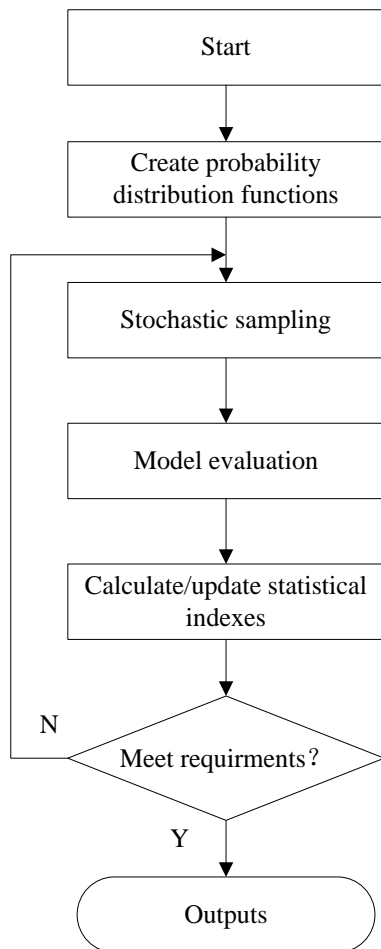 Start
Create probability
distribution functions
Stochastic sampling
Model evaluation
Calculate/update statistical
indexes
N
Meet requirments？
Y
Outputs